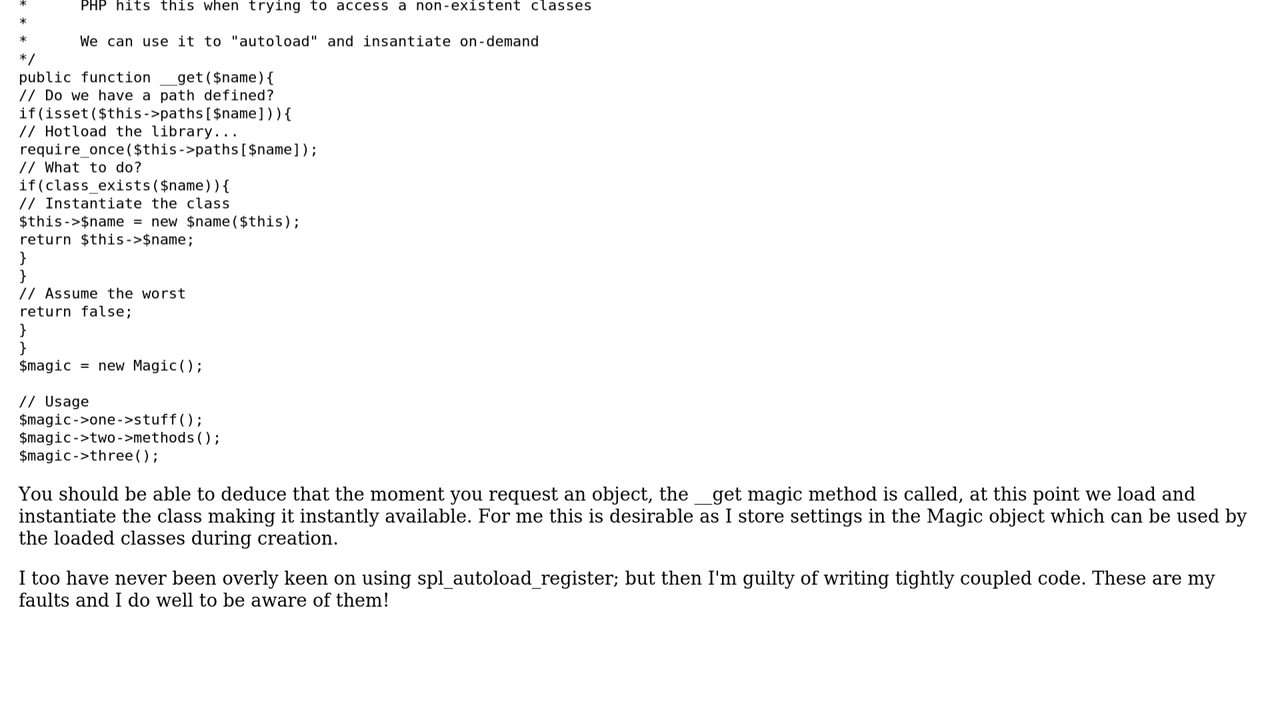 *      PHP hits this when trying to access a non-existent classes
*
*      We can use it to "autoload" and insantiate on-demand
*/
public function __get($name){
// Do we have a path defined?
if(isset($this->paths[$name])){
// Hotload the library...
require_once($this->paths[$name]);
// What to do?
if(class_exists($name)){
// Instantiate the class
$this->$name = new $name($this);
return $this->$name;
}
}
// Assume the worst
return false;
}
}
$magic = new Magic();

// Usage
$magic->one->stuff();
$magic->two->methods();
$magic->three();

You should be able to deduce that the moment you request an object, the __get magic method is called, at this point we load and
instantiate the class making it instantly available. For me this is desirable as I store settings in the Magic object which can be used by
the loaded classes during creation.

I too have never been overly keen on using spl_autoload_register; but then I'm guilty of writing tightly coupled code. These are my
faults and I do well to be aware of them!